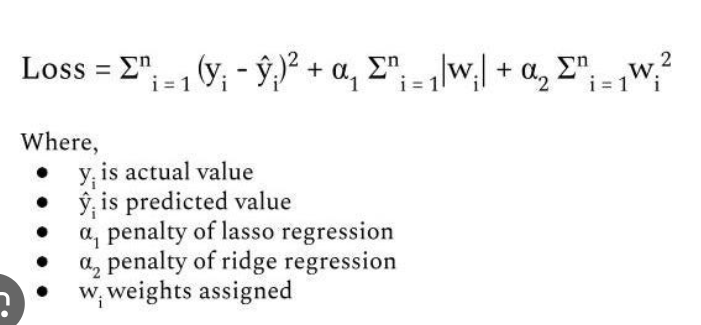 Loss = Σⁿᵢ₌₁ (yᵢ - ŷᵢ)² + α₁ Σⁿᵢ₌₁|wᵢ| + α₂ Σⁿᵢ₌₁wᵢ²
Where,
● yᵢ is actual value
● ŷᵢ is predicted value
● α₁ penalty of lasso regression
● α₂ penalty of ridge regression
● wᵢ weights assigned